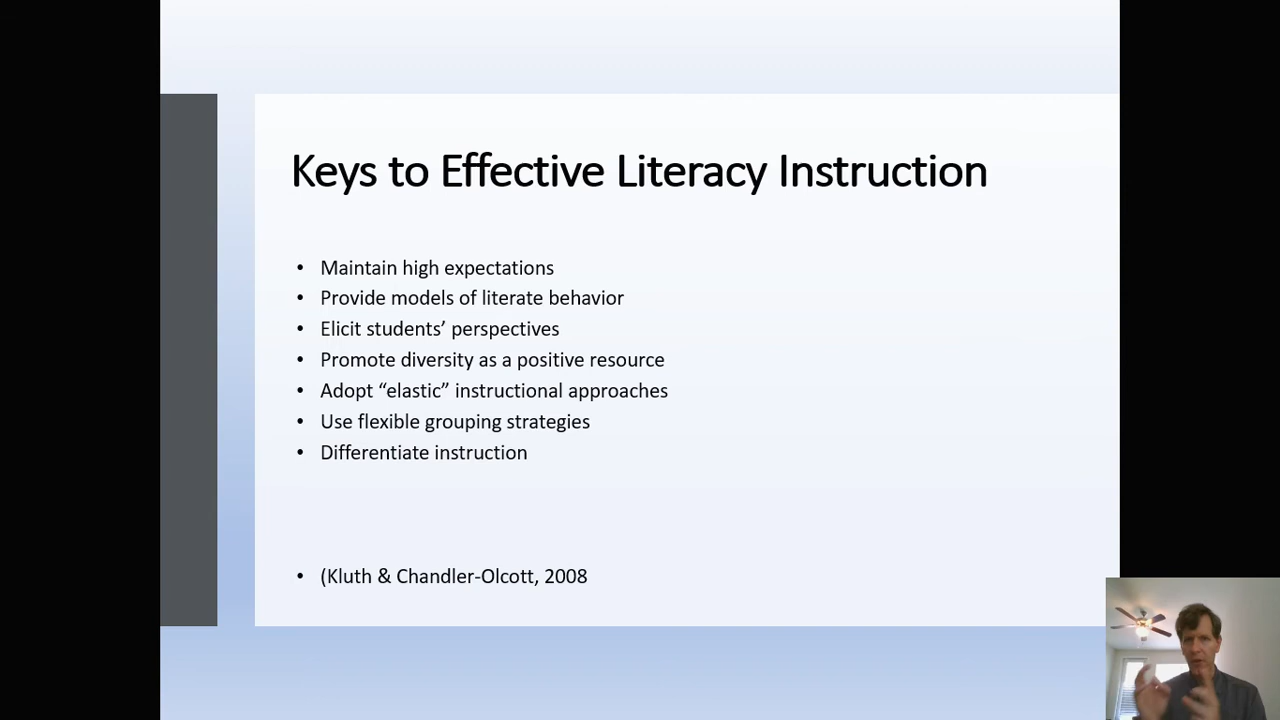 Keys to Effective Literacy Instruction
• Maintain high expectations
• Provide models of literate behavior
• Elicit students’ perspectives
• Promote diversity as a positive resource
• Adopt “elastic” instructional approaches
• Use flexible grouping strategies
• Differentiate instruction
• (Kluth & Chandler-Olcott, 2008